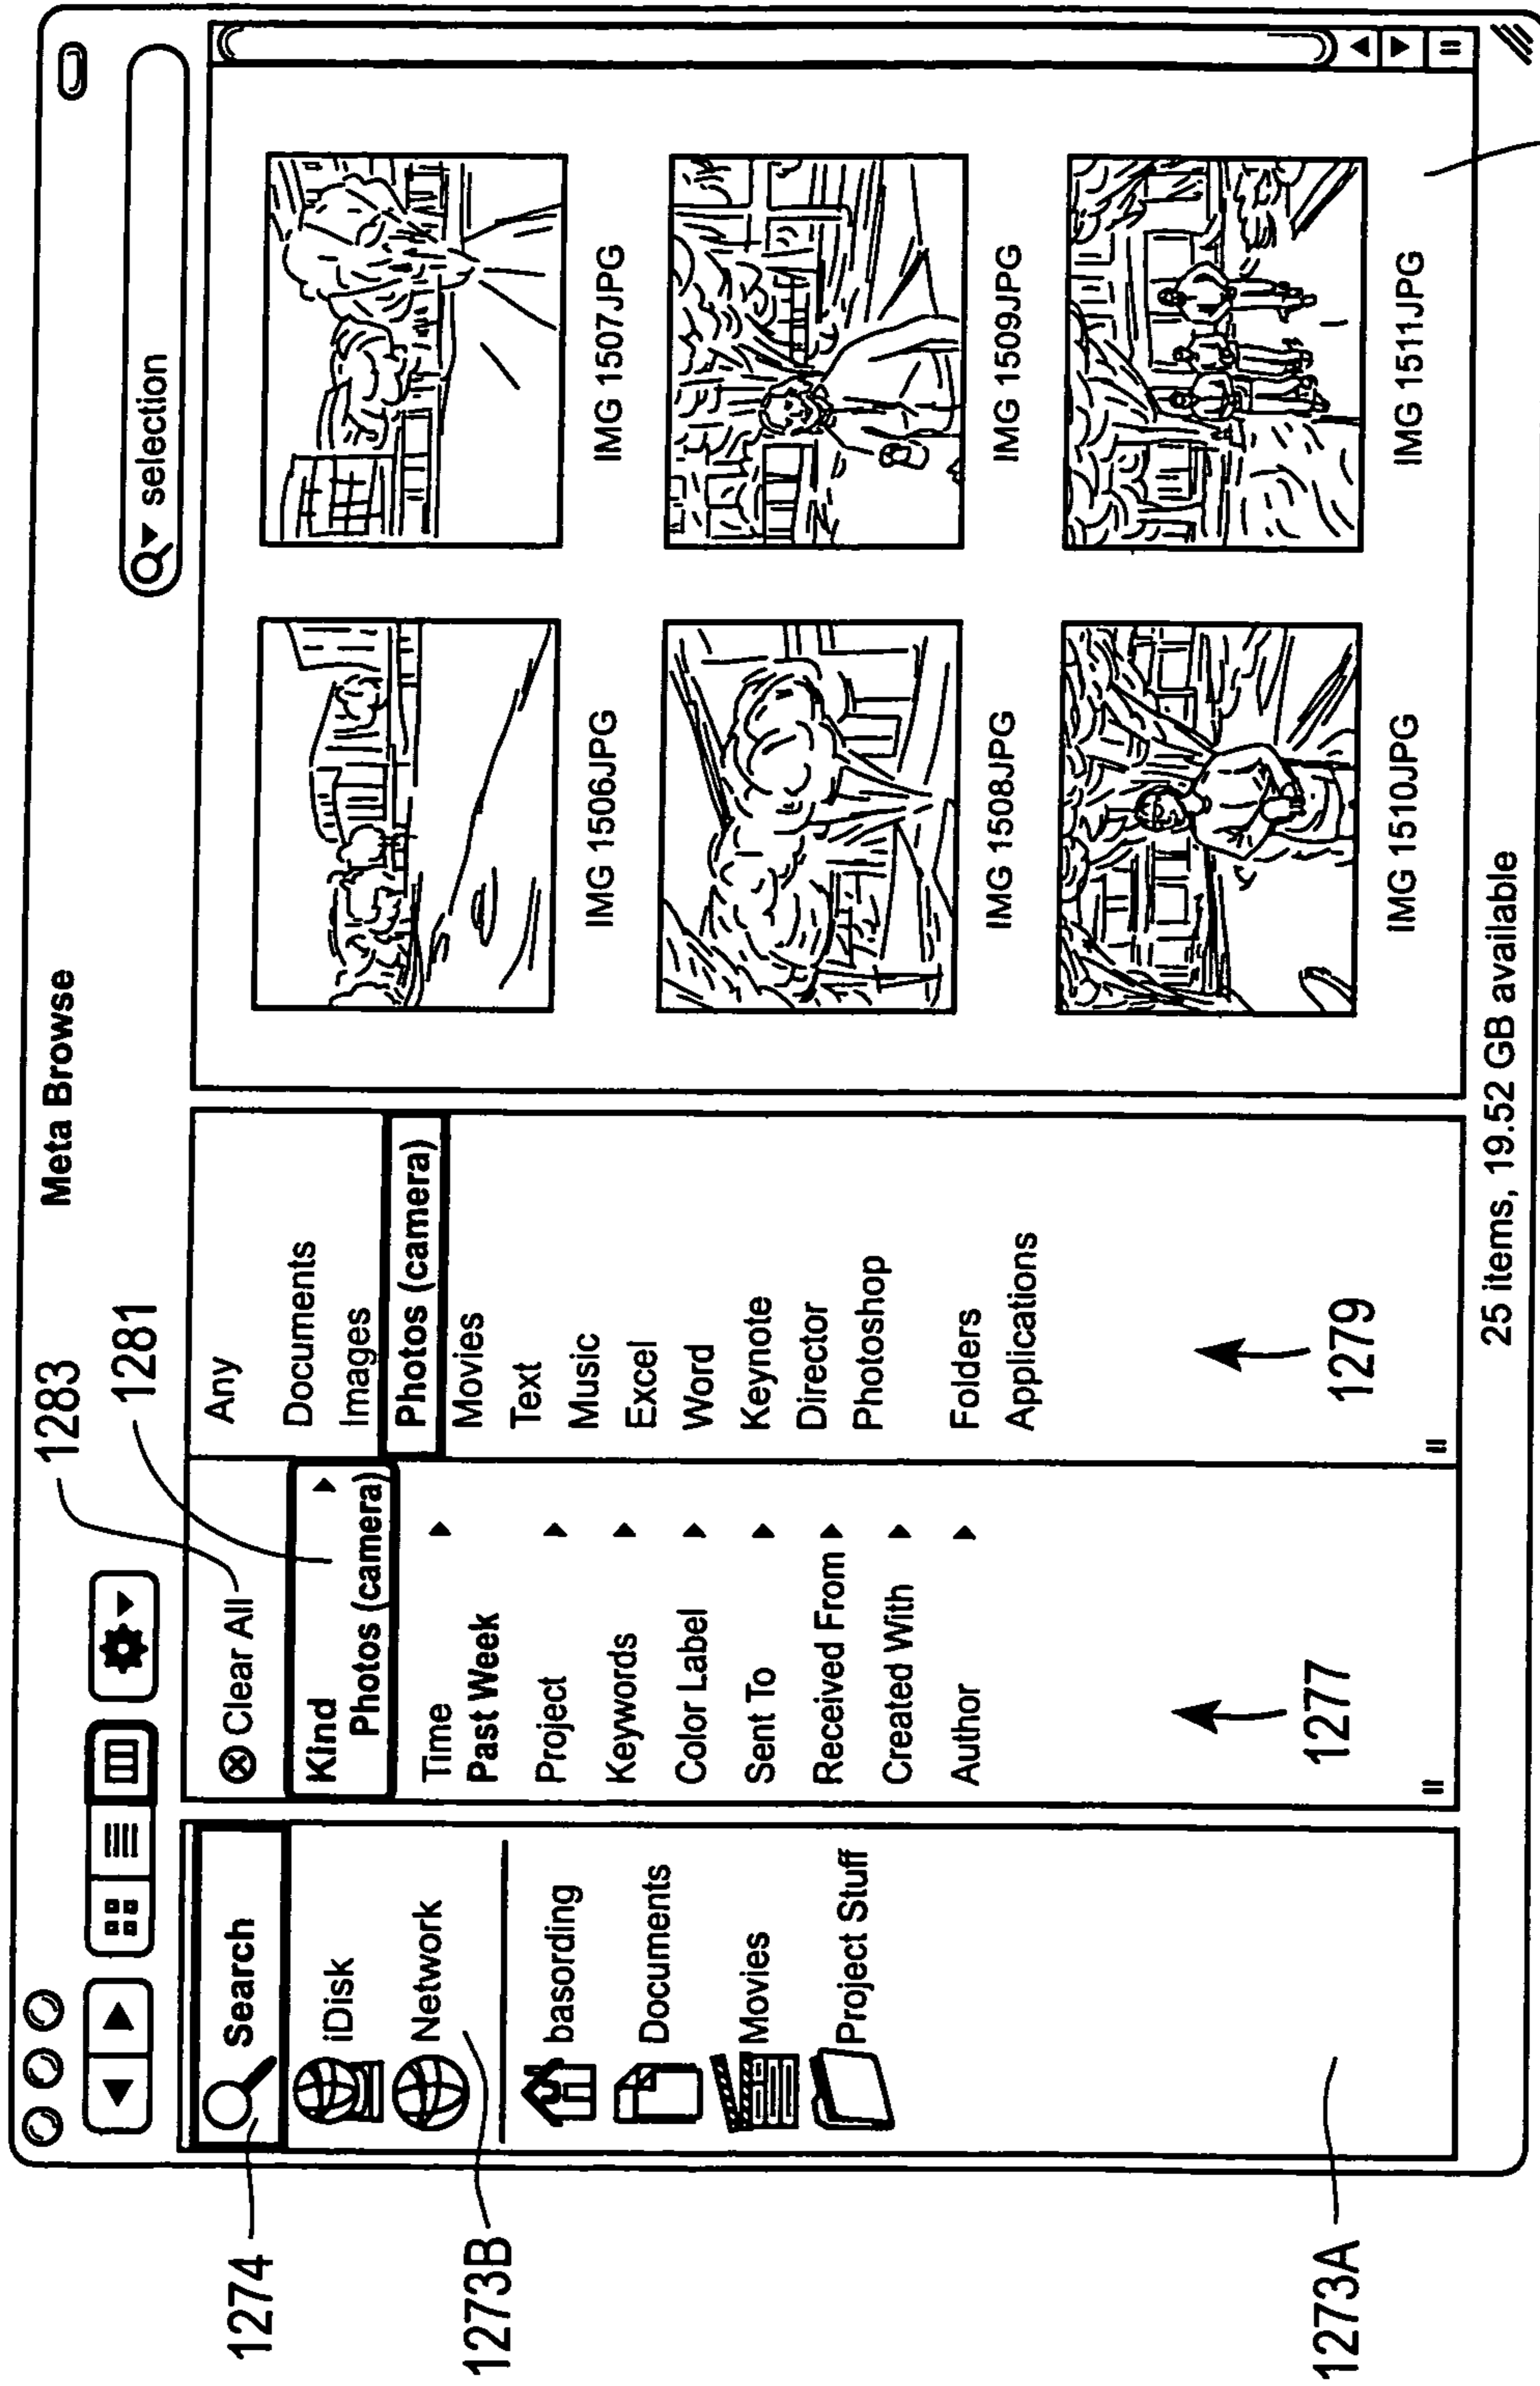 Meta Browse
1283
1281
selection
1274
Search
iDisk
1273B
Network
basording
Documents
Movies
Project Stuff
1273A
Clear All
Kind
Photos (camera)
Time
Past Week
Project
Keywords
Color Label
Sent To
Received From
Created With
Author
1277
Any
Documents
Images
Photos (camera)
Movies
Text
Music
Excel
Word
Keynote
Director
Photoshop
Folders
Applications
1279
IMG 1506JPG
IMG 1507JPG
IMG 1508JPG
IMG 1509JPG
IMG 1510JPG
IMG 1511JPG
25 items, 19.52 GB available